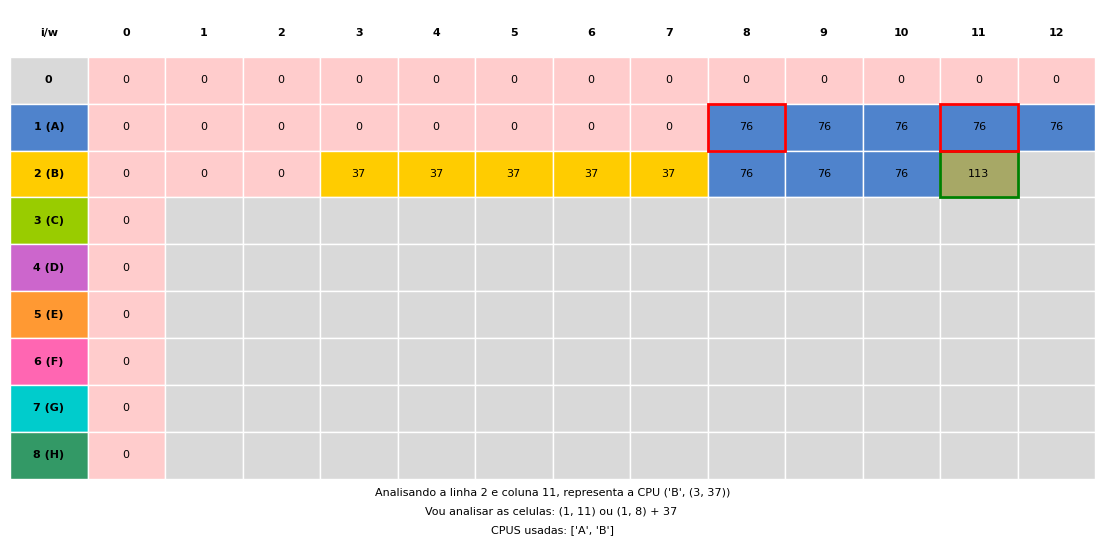 i/w 0 1 2 3 4 5 6 7 8 9 10 11 12
0 0 0 0 0 0 0 0 0 0 0 0 0 0
1 (A) 0 0 0 0 0 0 0 0 76 76 76 76 76
2 (B) 0 0 0 37 37 37 37 37 76 76 76 113
3 (C) 0
4 (D) 0
5 (E) 0
6 (F) 0
7 (G) 0
8 (H) 0
Analisando a linha 2 e coluna 11, representa a CPU ('B', (3, 37))
Vou analisar as celulas: (1, 11) ou (1, 8) + 37
CPUS usadas: ['A', 'B']